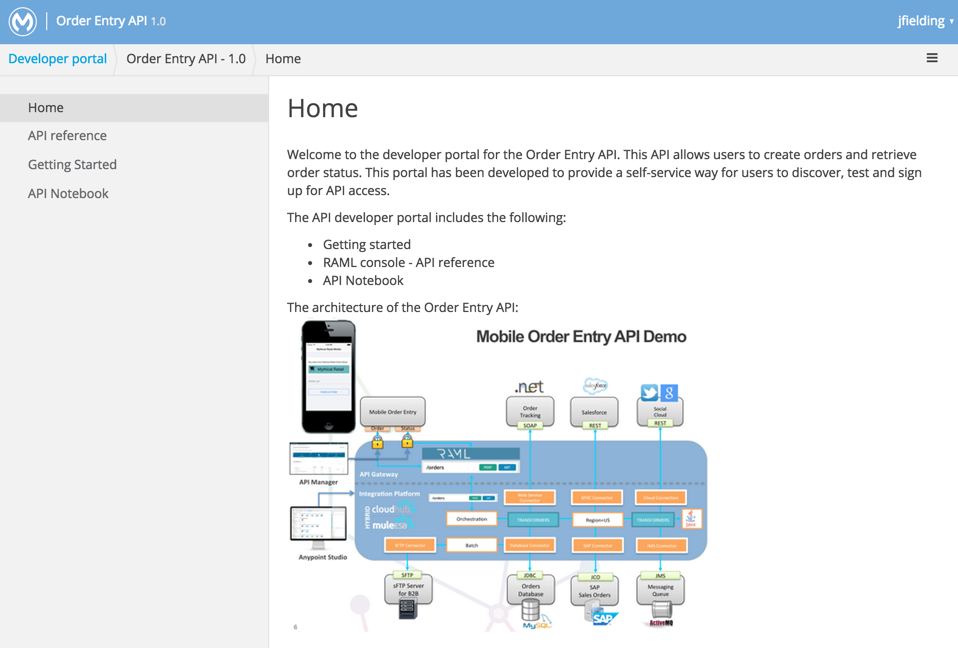 Order Entry API 1.0
jfielding
Developer portal
Order Entry API - 1.0
Home
Home
API reference
Getting Started
API Notebook
Home
Welcome to the developer portal for the Order Entry API. This API allows users to create orders and retrieve
order status. This portal has been developed to provide a self-service way for users to discover, test and sign
up for API access.
The API developer portal includes the following:
Getting started
RAML console - API reference
API Notebook
The architecture of the Order Entry API:
Mobile Order Entry API Demo
Mythical Retail
.net
salesforce
Mobile Order Entry
Order
Status
Order
Tracking
SOAP
Salesforce
REST
Social
Cloud
REST
RAML
/orders
POST
GET
API Gateway
API Manager
Integration Platform
/orders
HYBRID
cloudhub
muleESB
Web Service
Connector
SFDC Connector
Cloud Connectors
Orchestration
TRANSFORMERS
Region=US
TRANSFORMERS
Java
SFTP Connector
Batch
Database Connector
SAP Connector
JMS Connector
Anypoint Studio
SFTP
sFTP Server
for B2B
JDBC
Orders
Database
MySQL
JCO
SAP
Sales Orders
SAP
JMS
Messaging
Queue
ActiveMQ
6